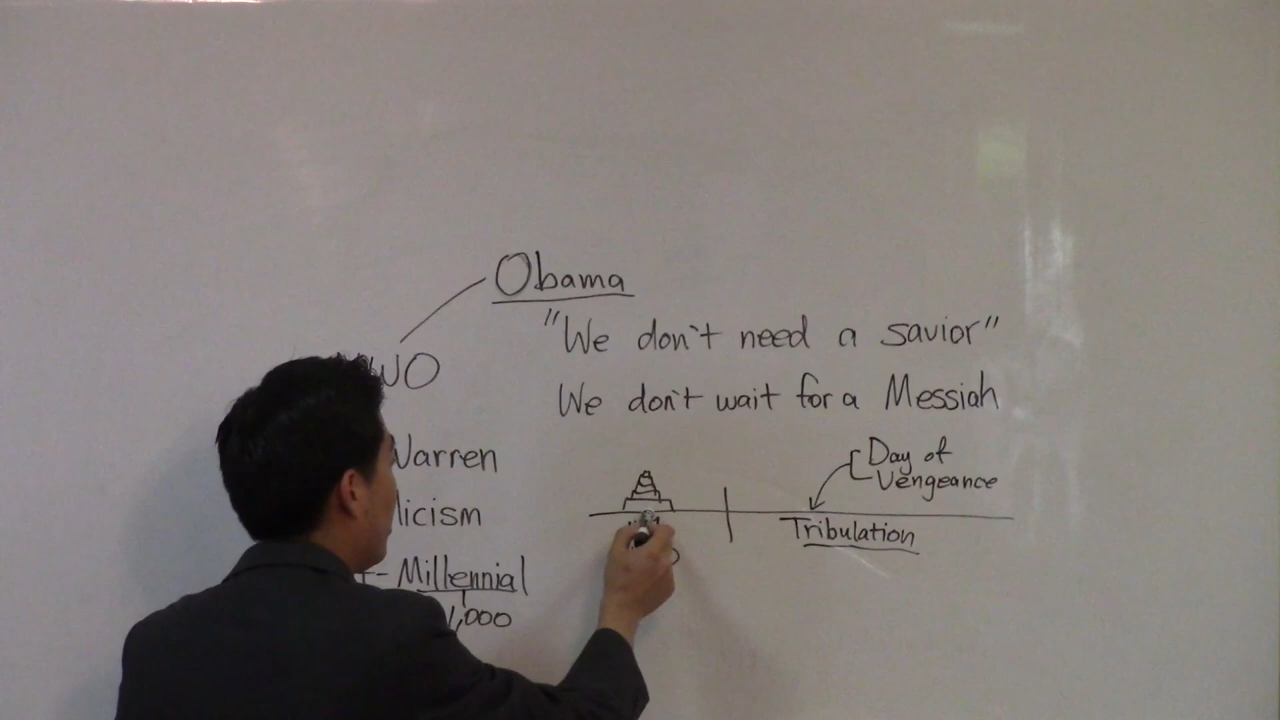 Obama
"We don't need a savior"
WO
We don't wait for a Messiah
Warren
Day of
Vengeance
licism
Tribulation
- Millennial
1,000